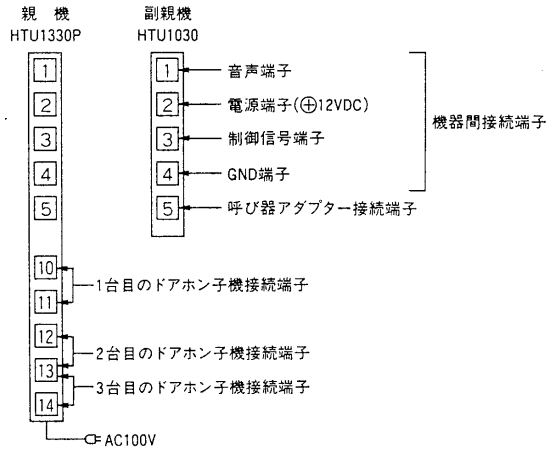 親 機
HTU1330P
副親機
HTU1030
1
2
3
4
5
10
11
12
13
14
1
2
3
4
5
音声端子
電源端子(⊕12VDC)
制御信号端子
GND端子
呼び器アダプター接続端子
機器間接続端子
1台目のドアホン子機接続端子
2台目のドアホン子機接続端子
3台目のドアホン子機接続端子
AC100V